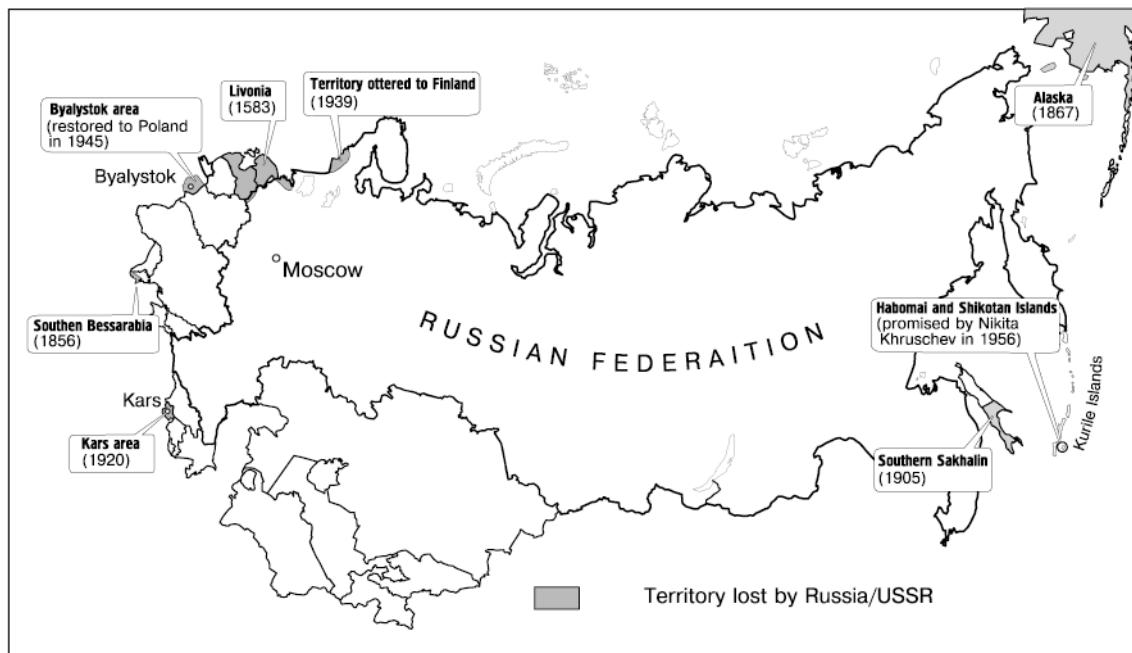 Livonia
(1583)
Territory ottered to Finland
(1939)
Byalystok area
(restored to Poland
in 1945)
Alaska
(1867)
Byalystok
Moscow
Southen Bessarabia
(1856)
RUSSIAN FEDERAITION
Habomai and Shikotan Islands
(promised by Nikita
Khruschev in 1956)
Kars
Kars area
(1920)
Kurile Islands
Southern Sakhalin
(1905)
Territory lost by Russia/USSR